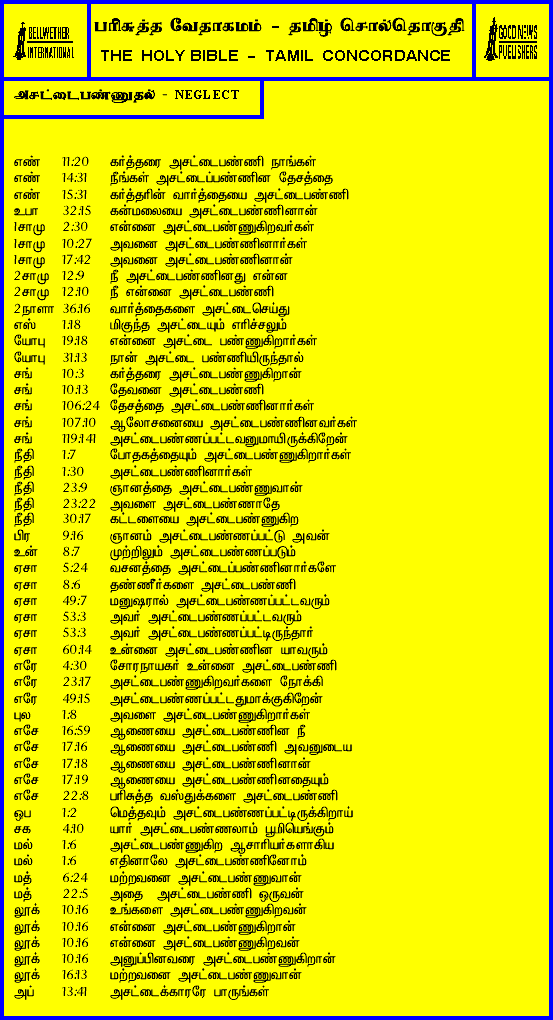 BELLWETHER
INTERNATIONAL
பரிசுத்த வேதாகமம் - தமிழ் சொல்தொகுதி
THE HOLY BIBLE - TAMIL CONCORDANCE
GOOD NEWS
PUBLISHERS
அசட்டைபண்ணுதல் - NEGLECT
எண் 11:20 கர்த்தரை அசட்டைபண்ணி நாங்கள்
எண் 14:31 நீங்கள் அசட்டைப்பண்ணின தேசத்தை
எண் 15:31 கர்த்தரின் வார்த்தையை அசட்டைபண்ணி
உபா 32:15 கன்மலையை அசட்டைபண்ணினான்
1சாமு 2:30 என்னை அசட்டைபண்ணுகிறவர்கள்
1சாமு 10:27 அவனை அசட்டைபண்ணினார்கள்
1சாமு 17:42 அவனை அசட்டைபண்ணினான்
2சாமு 12:9 நீ அசட்டைபண்ணினது என்ன
2சாமு 12:10 நீ என்னை அசட்டைபண்ணி
2நாளா 36:16 வார்த்தைகளை அசட்டைசெய்து
எஸ் 1:18 மிகுந்த அசட்டையும் எரிச்சலும்
யோபு 19:18 என்னை அசட்டை பண்ணுகிறார்கள்
யோபு 31:13 நான் அசட்டை பண்ணியிருந்தால்
சங் 10:3 கர்த்தரை அசட்டைபண்ணுகிறான்
சங் 10:13 தேவனை அசட்டைபண்ணி
சங் 106:24 தேசத்தை அசட்டைபண்ணினார்கள்
சங் 107:10 ஆலோசனையை அசட்டைபண்ணினவர்கள்
சங் 119:141 அசட்டைபண்ணப்பட்டவனுமாயிருக்கிறேன்
நீதி 1:7 போதகத்தையும் அசட்டைபண்ணுகிறார்கள்
நீதி 1:30 அசட்டைபண்ணினார்கள்
நீதி 23:9 ஞானத்தை அசட்டைபண்ணுவான்
நீதி 23:22 அவளை அசட்டைபண்ணாதே
நீதி 30:17 கட்டளையை அசட்டைபண்ணுகிற
பிர 9:16 ஞானம் அசட்டைபண்ணப்பட்டு அவன்
உன் 8:7 முற்றிலும் அசட்டைபண்ணப்படும்
ஏசா 5:24 வசனத்தை அசட்டைப்பண்ணினார்களே
ஏசா 8:6 தண்ணீர்களை அசட்டைபண்ணி
ஏசா 49:7 மனுஷரால் அசட்டைபண்ணப்பட்டவரும்
ஏசா 53:3 அவர் அசட்டைபண்ணப்பட்டவரும்
ஏசா 53:3 அவர் அசட்டைபண்ணப்பட்டிருந்தார்
ஏசா 60:14 உன்னை அசட்டைபண்ணின யாவரும்
எரே 4:30 சோரநாயகர் உன்னை அசட்டைபண்ணி
எரே 23:17 அசட்டைபண்ணுகிறவர்களை நோக்கி
எரே 49:15 அசட்டைபண்ணப்பட்டதுமாக்குகிறேன்
புல 1:8 அவளை அசட்டைபண்ணுகிறார்கள்
எசே 16:59 ஆணையை அசட்டைபண்ணின நீ
எசே 17:16 ஆணையை அசட்டைபண்ணி அவனுடைய
எசே 17:18 ஆணையை அசட்டைபண்ணினான்
எசே 17:19 ஆணையை அசட்டைபண்ணினதையும்
எசே 22:8 பரிசுத்த வஸ்துக்களை அசட்டைபண்ணி
ஒப 1:2 மெத்தவும் அசட்டைபண்ணப்பட்டிருக்கிறாய்
சக 4:10 யார் அசட்டைபண்ணலாம் பூமியெங்கும்
மல் 1:6 அசட்டைபண்ணுகிற ஆசாரியர்களாகிய
மல் 1:6 எதினாலே அசட்டைபண்ணினோம்
மத் 6:24 மற்றவனை அசட்டைபண்ணுவான்
மத் 22:5 அதை அசட்டைபண்ணி ஒருவன்
லூக் 10:16 உங்களை அசட்டைபண்ணுகிறவன்
லூக் 10:16 என்னை அசட்டைபண்ணுகிறான்
லூக் 10:16 என்னை அசட்டைபண்ணுகிறவன்
லூக் 10:16 அனுப்பினவரை அசட்டைபண்ணுகிறான்
லூக் 16:13 மற்றவனை அசட்டைபண்ணுவான்
அப் 13:41 அசட்டைக்காரரே பாருங்கள்